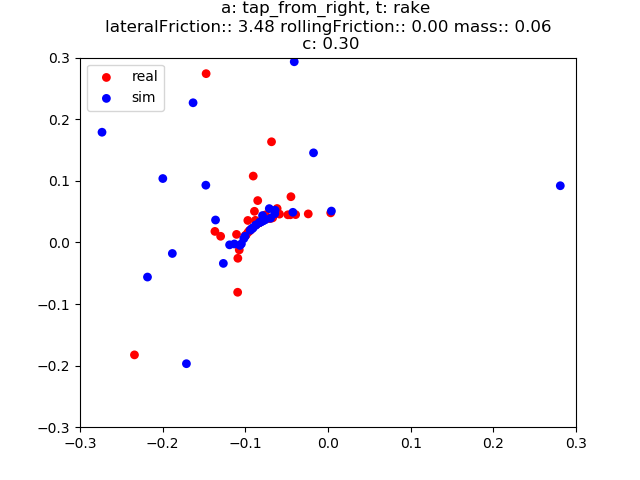 a: tap_from_right, t: rake
lateralFriction:: 3.48 rollingFriction:: 0.00 mass:: 0.06
c: 0.30
real
sim
0.3
0.2
0.1
0.0
−0.1
−0.2
−0.3
−0.3
−0.2
−0.1
0.0
0.1
0.2
0.3